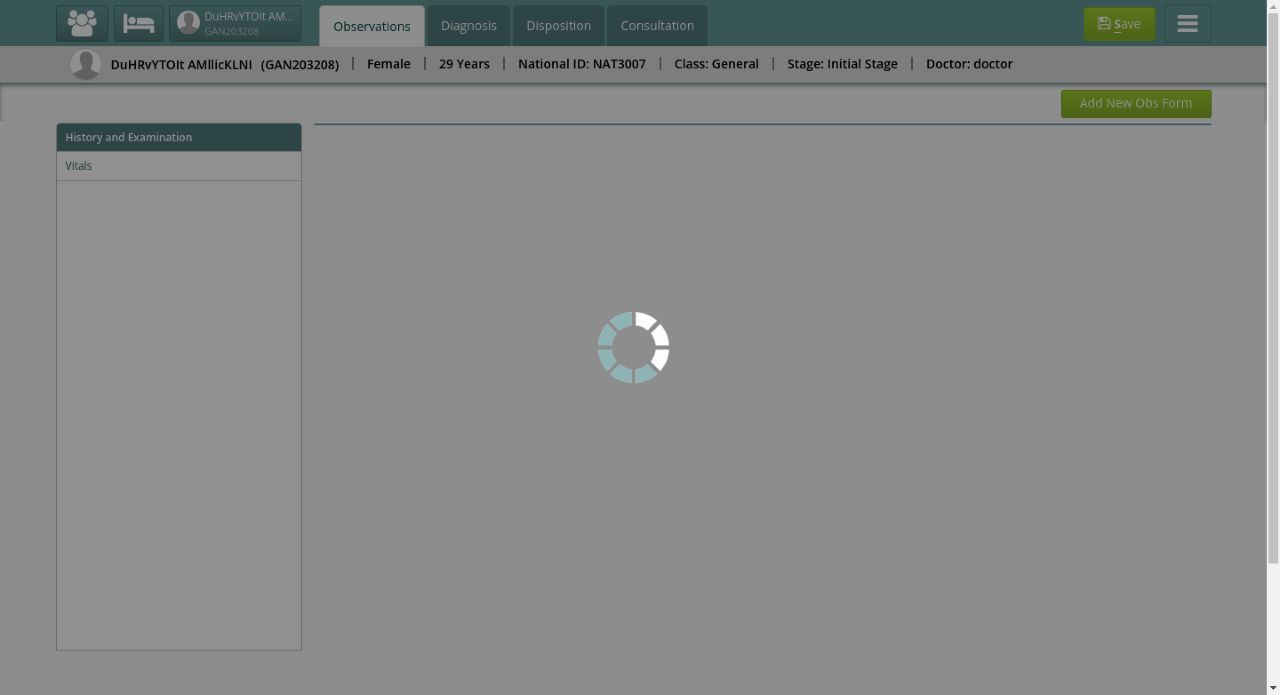 DuHRvYTOIt AM...
GAN203208
Observations
Diagnosis
Disposition
Consultation
Save
DuHRvYTOIt AMllicKLNI (GAN203208) | Female | 29 Years | National ID: NAT3007 | Class: General | Stage: Initial Stage | Doctor: doctor
Add New Obs Form
History and Examination
Vitals